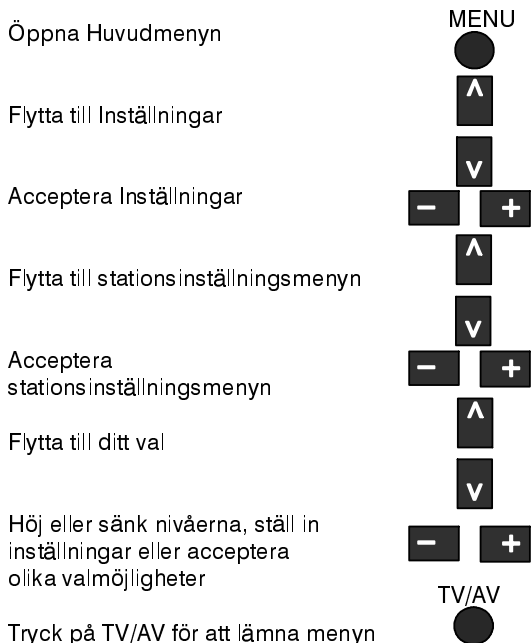 Öppna Huvudmenyn
MENU
∧
Flytta till Inställningar
∨
Acceptera Inställningar
− +
∧
Flytta till stationsinställningsmenyn
∨
Acceptera
stationsinställningsmenyn
− +
∧
Flytta till ditt val
∨
Höj eller sänk nivåerna, ställ in
inställningar eller acceptera
olika valmöjligheter
− +
TV/AV
Tryck på TV/AV för att lämna menyn